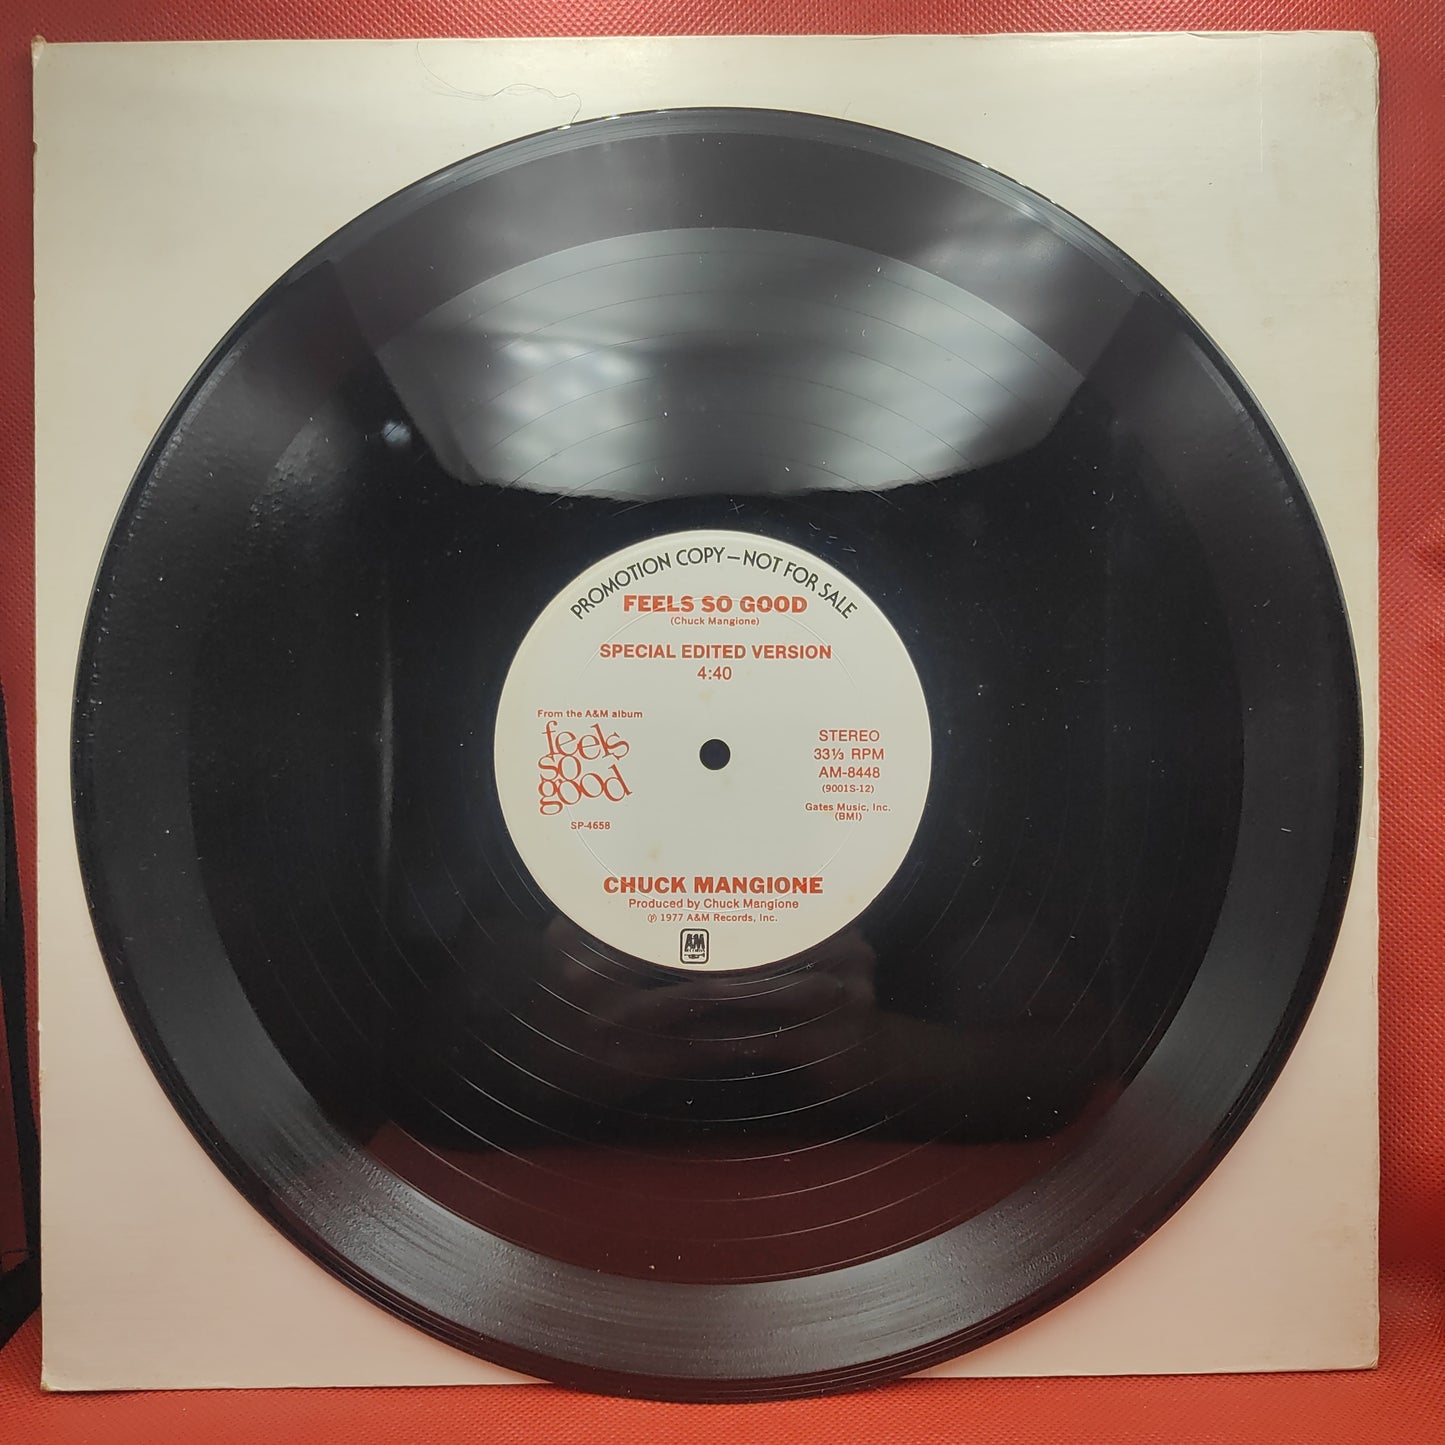 PROMOTION COPY—NOT FOR SALE
FEELS SO GOOD
(Chuck Mangione)
SPECIAL EDITED VERSION
4:40
From the A&M album
feels
so
good
SP-4658
STEREO
33⅓ RPM
AM-8448
(9001S-12)
Gates Music, Inc.
(BMI)
CHUCK MANGIONE
Produced by Chuck Mangione
℗ 1977 A&M Records, Inc.
AM